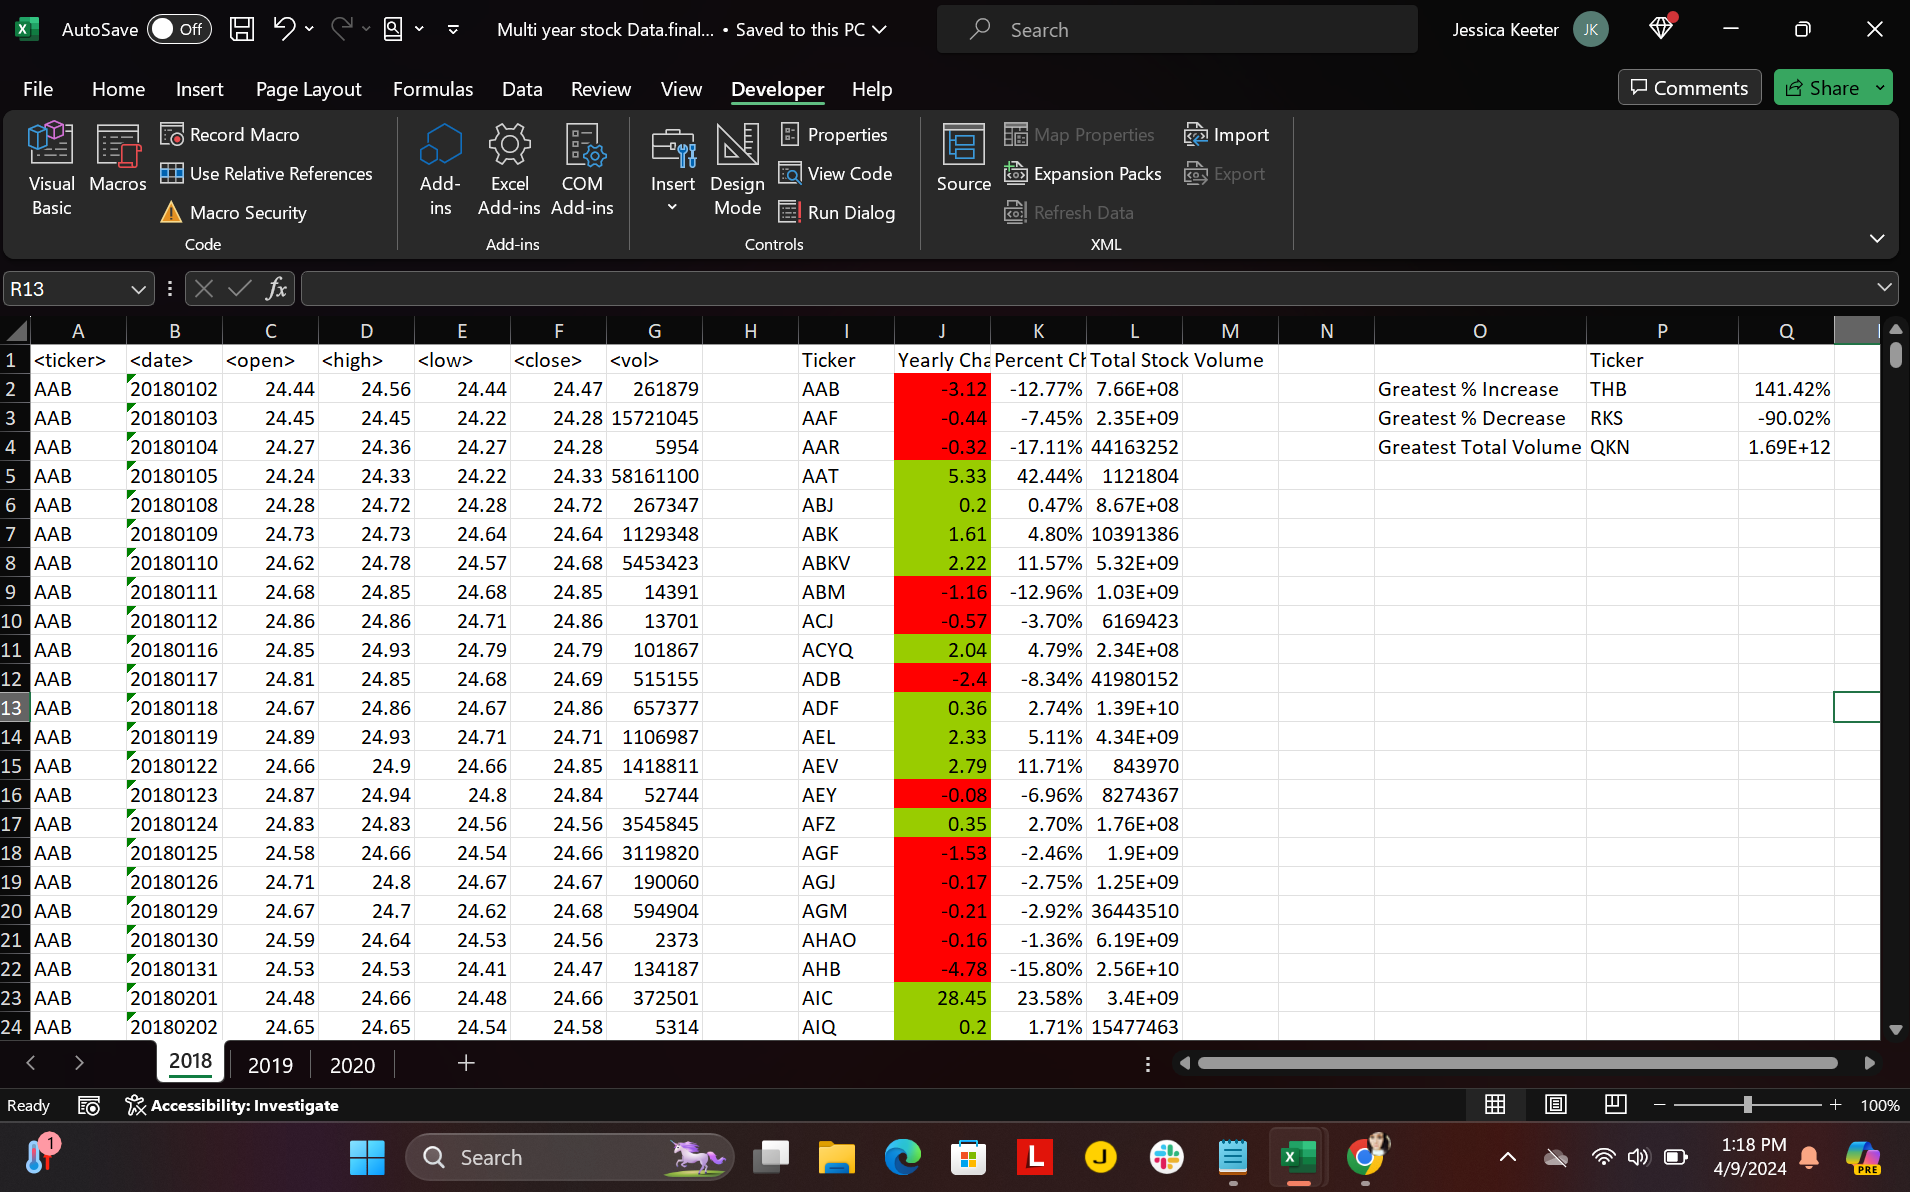 AutoSave Off Multi year stock Data.final... • Saved to this PC Search Jessica Keeter JK
File Home Insert Page Layout Formulas Data Review View Developer Help Comments Share
Visual Basic Macros Record Macro Use Relative References Macro Security Code
Add-ins Excel Add-ins COM Add-ins Add-ins
Insert Design Mode Properties View Code Run Dialog Controls
Source Map Properties Expansion Packs Refresh Data Import Export XML
R13 fx
A B C D E F G H I J K L M N O P Q
1 <ticker> <date> <open> <high> <low> <close> <vol> Ticker Yearly Cha Percent Ch Total Stock Volume Ticker
2 AAB 20180102 24.44 24.56 24.44 24.47 261879 AAB -3.12 -12.77% 7.66E+08 Greatest % Increase THB 141.42%
3 AAB 20180103 24.45 24.45 24.22 24.28 15721045 AAF -0.44 -7.45% 2.35E+09 Greatest % Decrease RKS -90.02%
4 AAB 20180104 24.27 24.36 24.27 24.28 5954 AAR -0.32 -17.11% 44163252 Greatest Total Volume QKN 1.69E+12
5 AAB 20180105 24.24 24.33 24.22 24.33 58161100 AAT 5.33 42.44% 1121804
6 AAB 20180108 24.28 24.72 24.28 24.72 267347 ABJ 0.2 0.47% 8.67E+08
7 AAB 20180109 24.73 24.73 24.64 24.64 1129348 ABK 1.61 4.80% 10391386
8 AAB 20180110 24.62 24.78 24.57 24.68 5453423 ABKV 2.22 11.57% 5.32E+09
9 AAB 20180111 24.68 24.85 24.68 24.85 14391 ABM -1.16 -12.96% 1.03E+09
10 AAB 20180112 24.86 24.86 24.71 24.86 13701 ACJ -0.57 -3.70% 6169423
11 AAB 20180116 24.85 24.93 24.79 24.79 101867 ACYQ 2.04 4.79% 2.34E+08
12 AAB 20180117 24.81 24.85 24.68 24.69 515155 ADB -2.4 -8.34% 41980152
13 AAB 20180118 24.67 24.86 24.67 24.86 657377 ADF 0.36 2.74% 1.39E+10
14 AAB 20180119 24.89 24.93 24.71 24.71 1106987 AEL 2.33 5.11% 4.34E+09
15 AAB 20180122 24.66 24.9 24.66 24.85 1418811 AEV 2.79 11.71% 843970
16 AAB 20180123 24.87 24.94 24.8 24.84 52744 AEY -0.08 -6.96% 8274367
17 AAB 20180124 24.83 24.83 24.56 24.56 3545845 AFZ 0.35 2.70% 1.76E+08
18 AAB 20180125 24.58 24.66 24.54 24.66 3119820 AGF -1.53 -2.46% 1.9E+09
19 AAB 20180126 24.71 24.8 24.67 24.67 190060 AGJ -0.17 -2.75% 1.25E+09
20 AAB 20180129 24.67 24.7 24.62 24.68 594904 AGM -0.21 -2.92% 36443510
21 AAB 20180130 24.59 24.64 24.53 24.56 2373 AHAO -0.16 -1.36% 6.19E+09
22 AAB 20180131 24.53 24.53 24.41 24.47 134187 AHB -4.78 -15.80% 2.56E+10
23 AAB 20180201 24.48 24.66 24.48 24.66 372501 AIC 28.45 23.58% 3.4E+09
24 AAB 20180202 24.65 24.65 24.54 24.58 5314 AIQ 0.2 1.71% 15477463
2018 2019 2020
Ready Accessibility: Investigate 100%
1 Search L J 1:18 PM PRE
4/9/2024